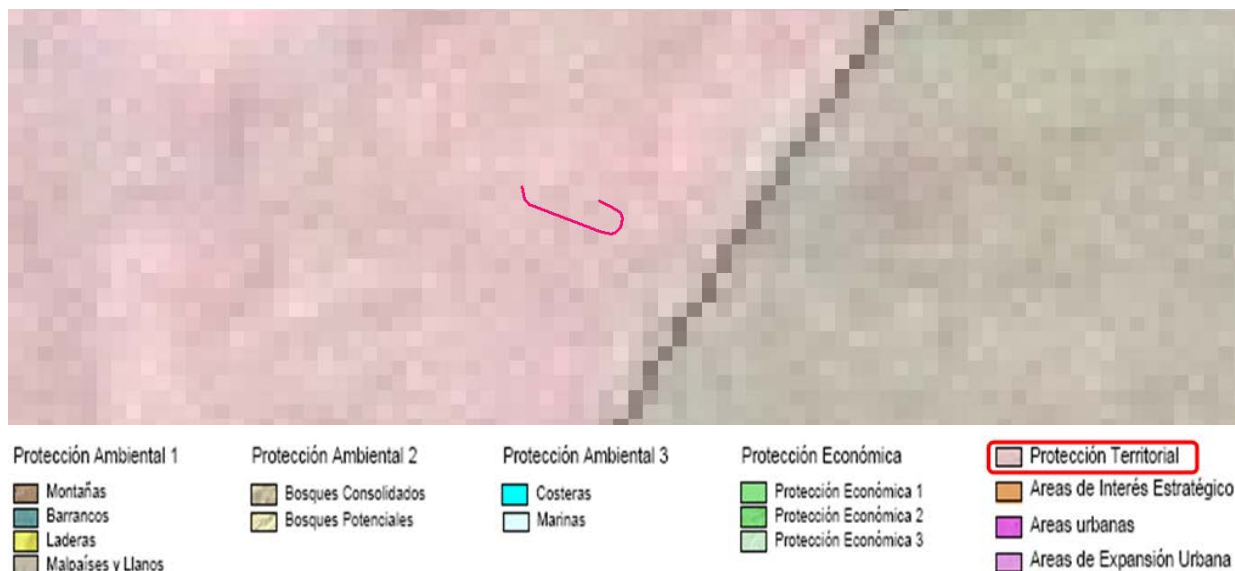 Protección Ambiental 1
Montañas
Barrancos
Laderas
Malpaíses y Llanos
Protección Ambiental 2
Bosques Consolidados
Bosques Potenciales
Protección Ambiental 3
Costeras
Marinas
Protección Económica
Protección Económica 1
Protección Económica 2
Protección Económica 3
Protección Territorial
Areas de Interés Estratégico
Areas urbanas
Areas de Expansión Urbana